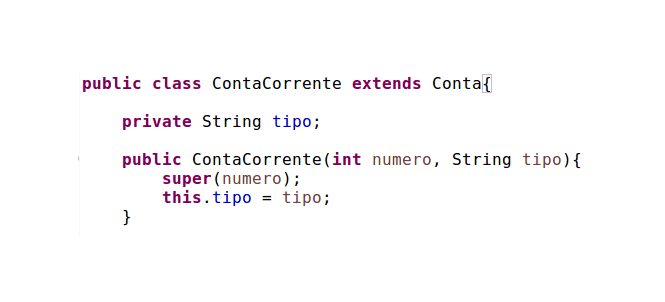 public class ContaCorrente extends Conta{
private String tipo;
public ContaCorrente(int numero, String tipo){
super(numero);
this.tipo = tipo;
}